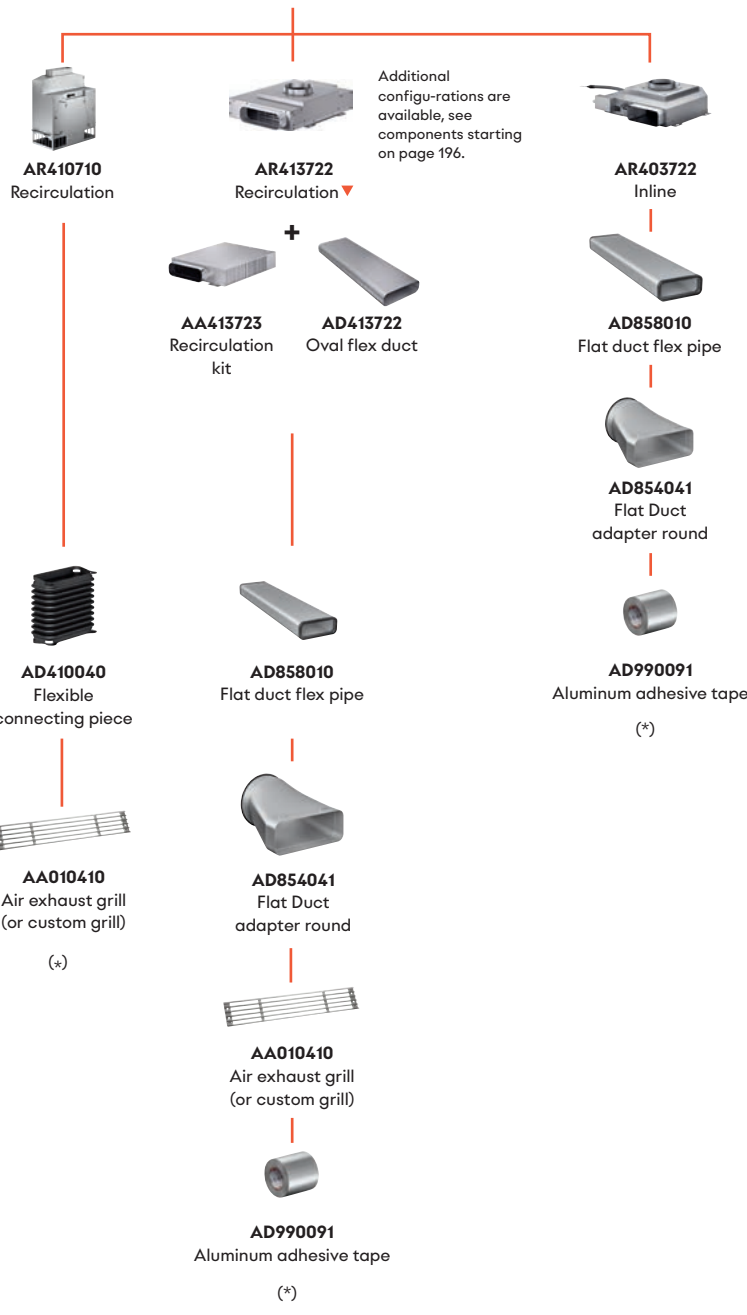 Additional
configu-rations are
available, see
components starting
on page 196.
AR410710
Recirculation
AR413722
Recirculation
AR403722
Inline
+
AA413723
Recirculation
kit
AD413722
Oval flex duct
AD858010
Flat duct flex pipe
AD854041
Flat Duct
adapter round
AD990091
Aluminum adhesive tape
(*)
AD410040
Flexible
connecting piece
AA010410
Air exhaust grill
(or custom grill)
(*)
AD858010
Flat duct flex pipe
AD854041
Flat Duct
adapter round
AA010410
Air exhaust grill
(or custom grill)
AD990091
Aluminum adhesive tape
(*)